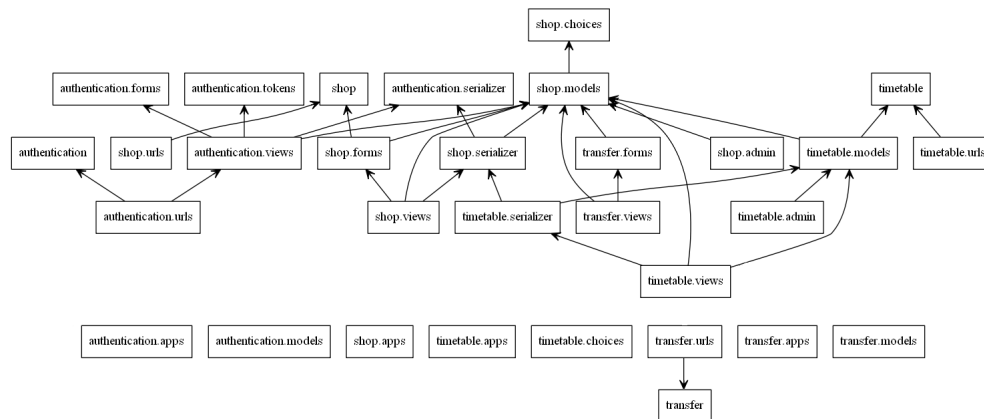 shop.choices
authentication.forms
authentication.tokens
shop
authentication.serializer
shop.models
timetable
authentication
shop.urls
authentication.views
shop.forms
shop.serializer
transfer.forms
shop.admin
timetable.models
timetable.urls
authentication.urls
shop.views
timetable.serializer
transfer.views
timetable.admin
timetable.views
authentication.apps
authentication.models
shop.apps
timetable.apps
timetable.choices
transfer.urls
transfer.apps
transfer.models
transfer